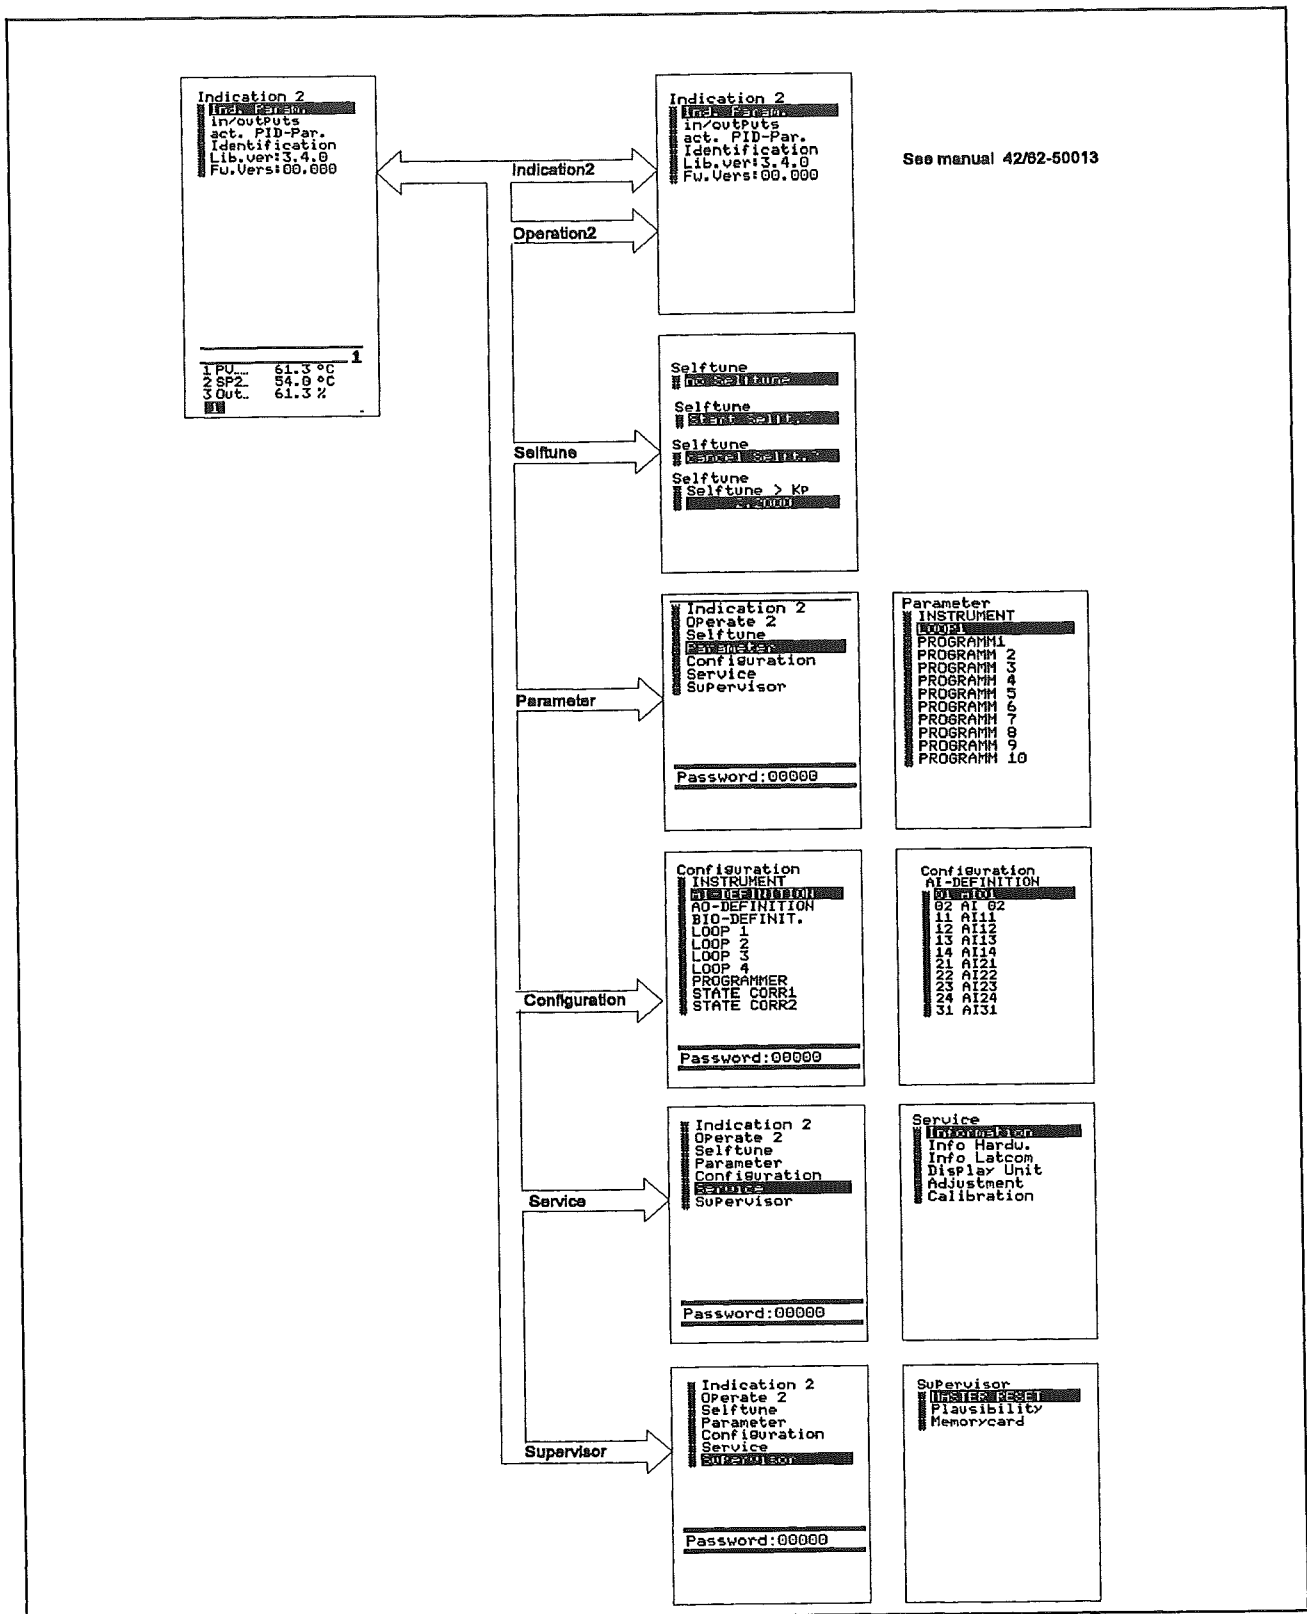 Indication 2
Ind. Param.
in/outputs
act. PID-Par.
Identification
Lib.ver:3.4.0
Fw.Vers:00.000
1
1 PV.... 61.3 °C
2 SP2.. 54.0 °C
3 Out.. 61.3 %
1
Indication2
Indication 2
Ind. Param.
in/outputs
act. PID-Par.
Identification
Lib.ver:3.4.0
Fw.Vers:00.000
See manual 42/62-50013
Operation2
Selftune
Selftune
no Selftune
Selftune
Start Selft.
Selftune
Cancel Selft.
Selftune
Selftune > Kp
Parameter
Indication 2
Operate 2
Selftune
Parameter
Configuration
Service
Supervisor
Password:00000
Parameter
INSTRUMENT
LOOP1
PROGRAMM1
PROGRAMM 2
PROGRAMM 3
PROGRAMM 4
PROGRAMM 5
PROGRAMM 6
PROGRAMM 7
PROGRAMM 8
PROGRAMM 9
PROGRAMM 10
Configuration
Configuration
INSTRUMENT
AI-DEFINITION
AO-DEFINITION
BIO-DEFINIT.
LOOP 1
LOOP 2
LOOP 3
LOOP 4
PROGRAMMER
STATE CORR1
STATE CORR2
Password:00000
Configuration
AI-DEFINITION
01 AI01
02 AI 02
11 AI11
12 AI12
13 AI13
14 AI14
21 AI21
22 AI22
23 AI23
24 AI24
31 AI31
Service
Indication 2
Operate 2
Selftune
Parameter
Configuration
Service
Supervisor
Password:00000
Service
Information
Info Hardw.
Info Latcom
Display Unit
Adjustment
Calibration
Supervisor
Indication 2
Operate 2
Selftune
Parameter
Configuration
Service
Supervisor
Password:00000
Supervisor
MASTER RESET
Plausibility
Memorycard